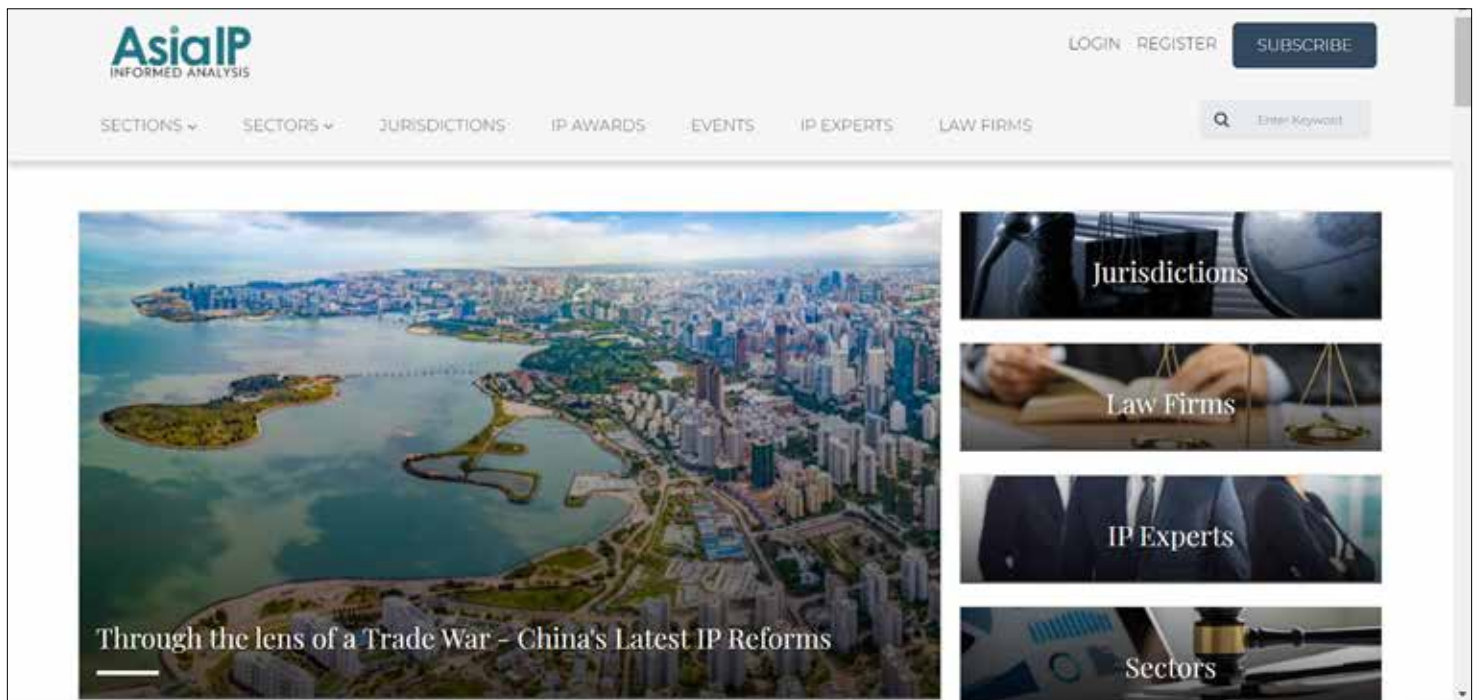 AsiaIP
INFORMED ANALYSIS
LOGIN REGISTER SUBSCRIBE
SECTIONS SECTORS JURISDICTIONS IP AWARDS EVENTS IP EXPERTS LAW FIRMS
Enter Keyword
Through the lens of a Trade War - China's Latest IP Reforms
Jurisdictions
Law Firms
IP Experts
Sectors